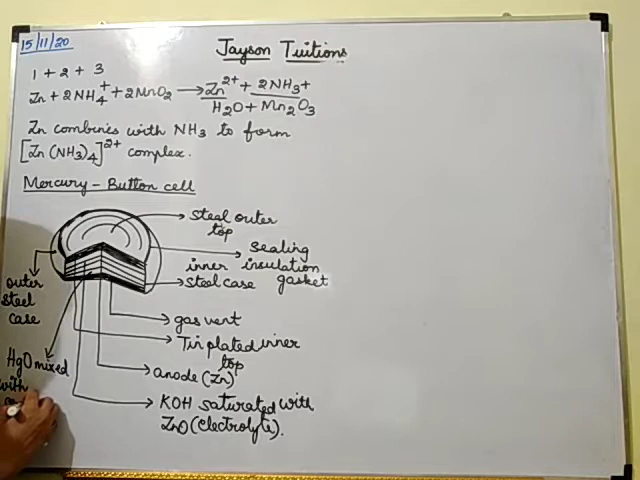 15/11/20
Jayson Tuitions
1 + 2 + 3
Zn + 2NH4+ + 2MnO2 → Zn2+ + 2NH3 +
H2O + Mn2O3
Zn combines with NH3 to form
[Zn(NH3)4]2+ complex.
Mercury - Button cell
steal outer
top
sealing
insulation
gasket
inner
steel case
outer
steel
case
gas vent
Tin plated inner
top
HgO mixed
with
anode (Zn)
KOH saturated with
ZnO (electrolyte).